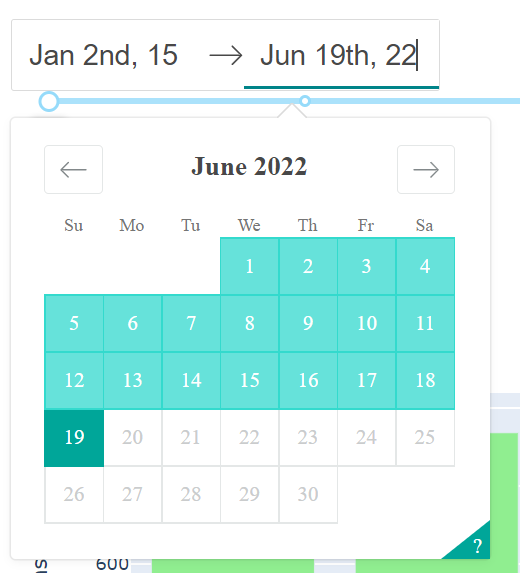 Jan 2nd, 15 → Jun 19th, 22
← June 2022 →
Su Mo Tu We Th Fr Sa
1 2 3 4
5 6 7 8 9 10 11
12 13 14 15 16 17 18
19 20 21 22 23 24 25
26 27 28 29 30
?
600